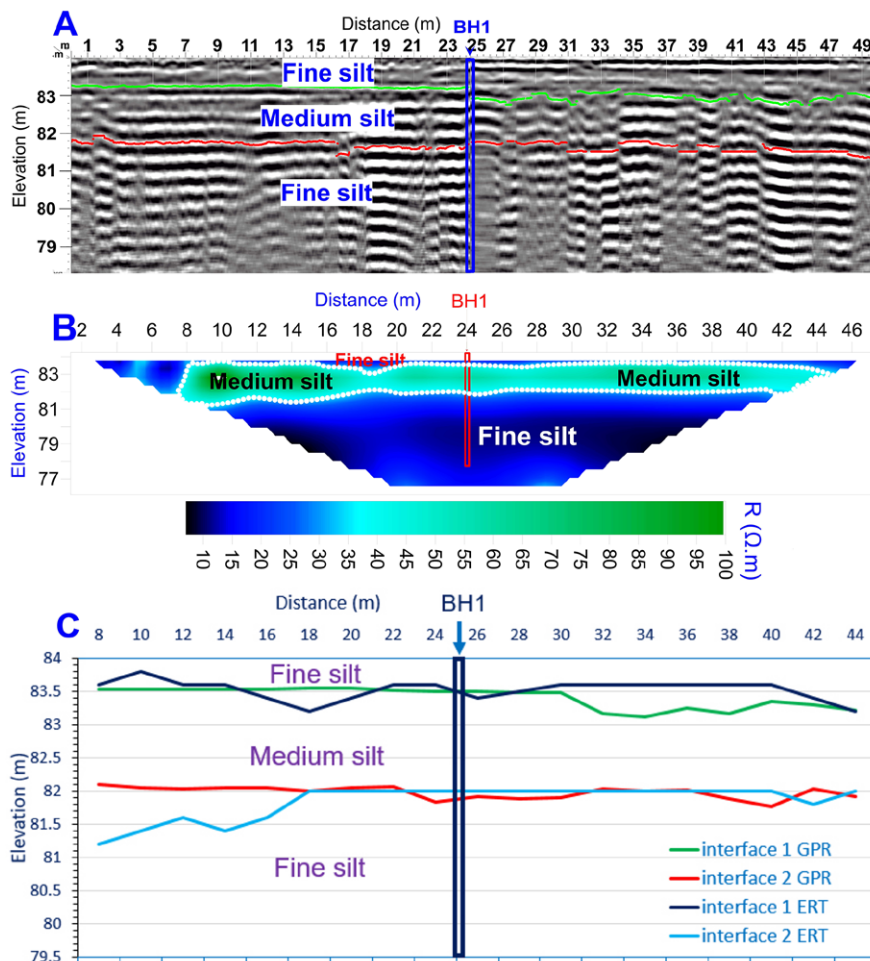 A
Distance (m) BH1
/m 1 3 5 7 9 11 13 15 17 19 21 23 25 27 29 31 33 35 37 39 41 43 45 47 49
Fine silt
83
Medium silt
82
81
Fine silt
80
79
Elevation (m)
B
Distance (m) BH1
2 4 6 8 10 12 14 16 18 20 22 24 26 28 30 32 34 36 38 40 42 44 46
Fine silt
83
Medium silt Medium silt
81
79
Fine silt
77
Elevation (m)
10 15 20 25 30 35 40 45 50 55 60 65 70 75 80 85 90 95 100
R (Ω.m)
C
Distance (m) BH1
8 10 12 14 16 18 20 22 24 26 28 30 32 34 36 38 40 42 44
84
Fine silt
83.5
83
82.5
Medium silt
82
81.5
81
Fine silt
80.5
80
79.5
Elevation (m)
interface 1 GPR
interface 2 GPR
interface 1 ERT
interface 2 ERT